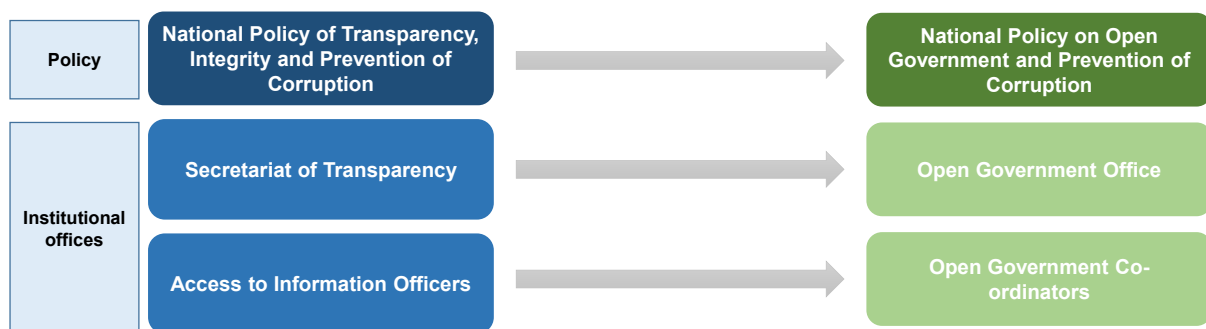 Policy
National Policy of Transparency,
Integrity and Prevention of
Corruption
National Policy on Open
Government and Prevention of
Corruption
Institutional
offices
Secretariat of Transparency
Open Government Office
Access to Information Officers
Open Government Co-
ordinators